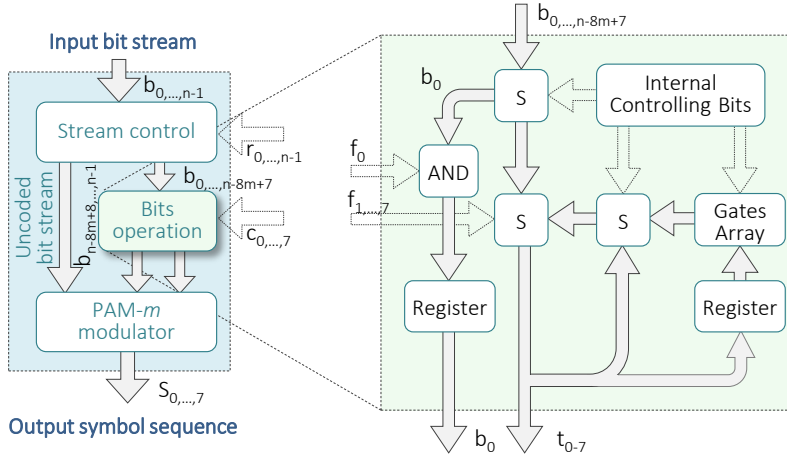 Input bit stream
b0,...,n-1
Stream control
r0,...,n-1
Uncoded
bit stream
bn-8m+8,...,n-1
b0,...,n-8m+7
Bits
operation
c0,...,7
PAM-m
modulator
S0,...,7
Output symbol sequence
b0,...,n-8m+7
b0
S
Internal
Controlling Bits
f0
AND
f1,...,7
S
S
Gates
Array
Register
Register
b0
t0-7